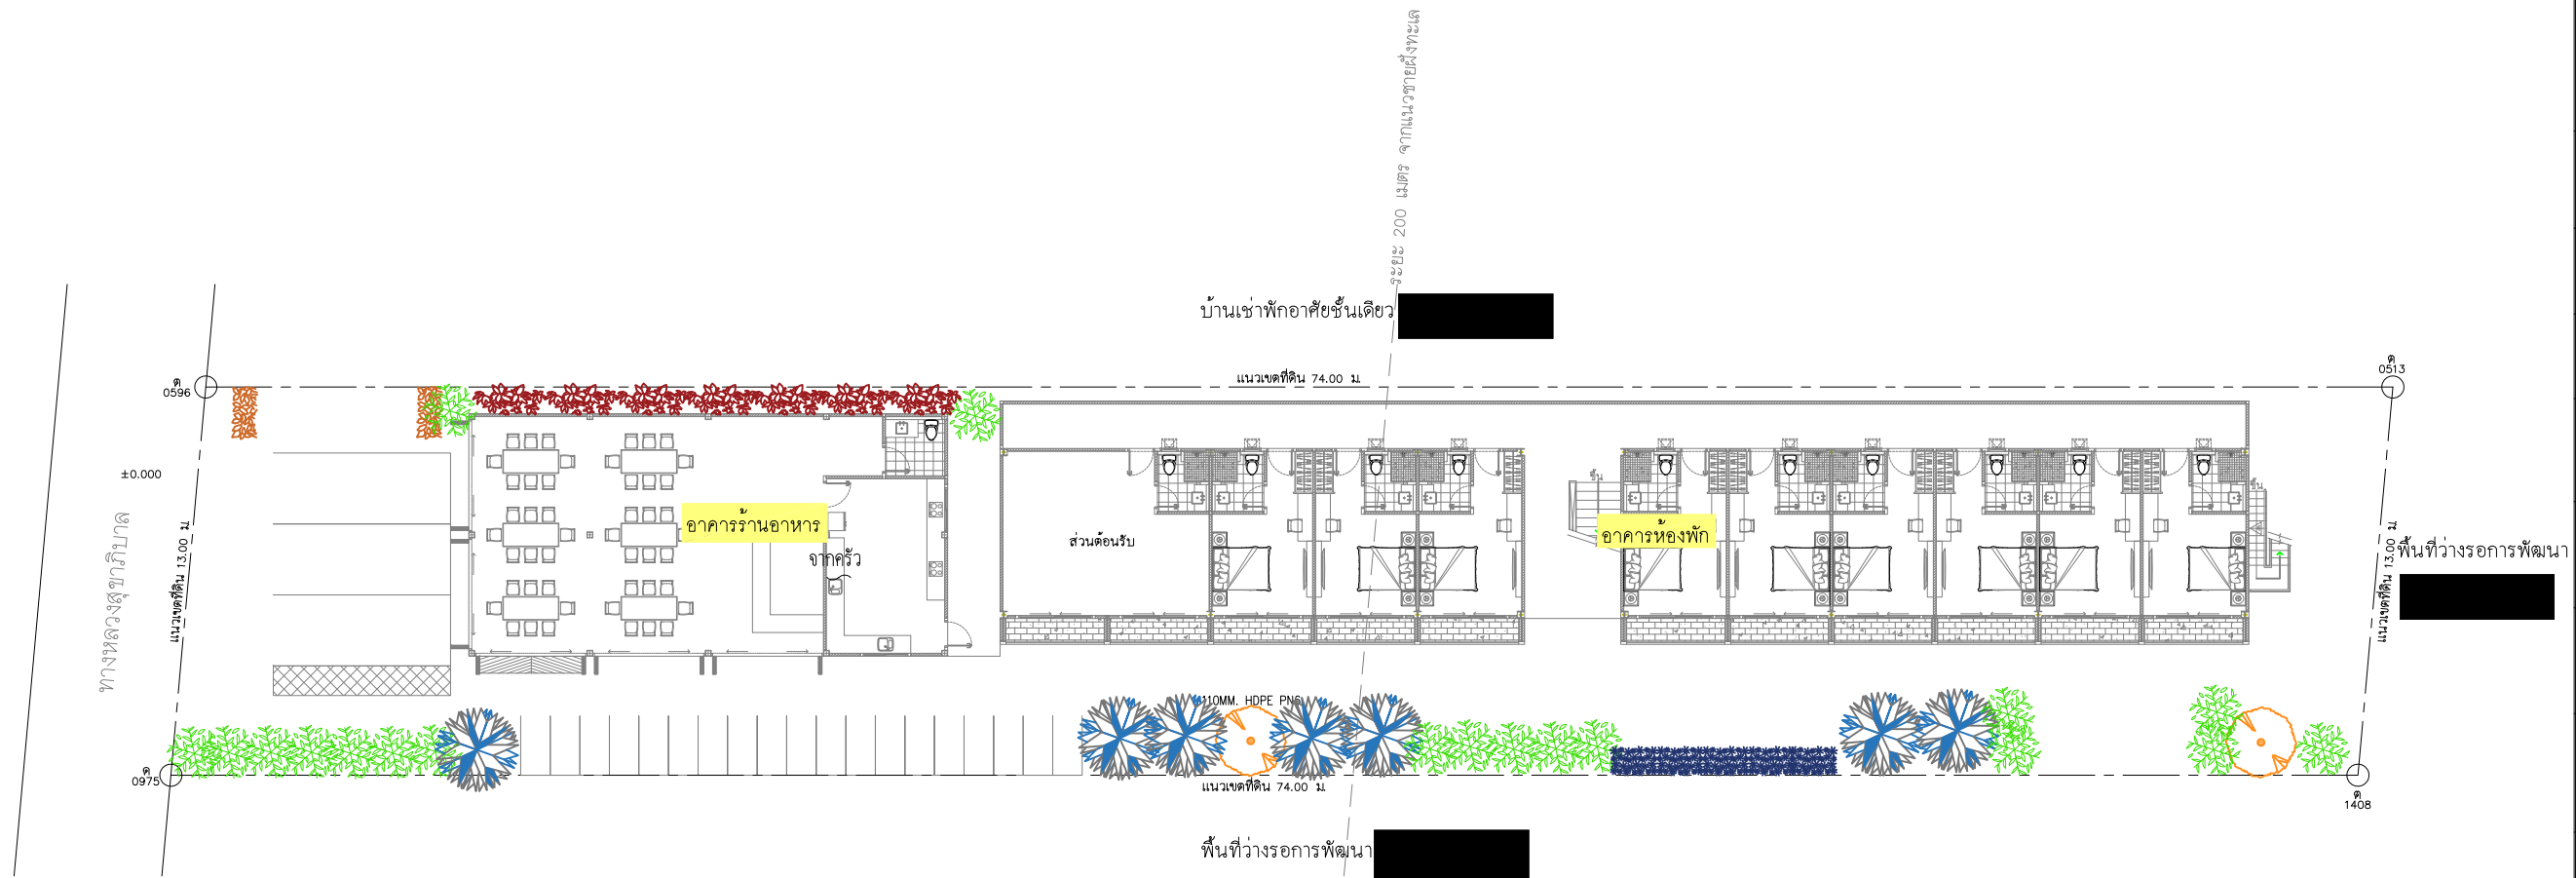 ระยะ 200 เมตร จากแนวชายฝั่งทะเล
บ้านเช่าพักอาศัยชั้นเดียว
ค
0596
แนวเขตที่ดิน 74.00 ม.
ค
0513
±0.000
ทางหลวงสุขาภิบาล
แนวเขตที่ดิน 13.00 ม.
อาคารร้านอาหาร
จากครัว
ส่วนต้อนรับ
ขึ้น
อาคารห้องพัก
ขึ้น
แนวเขตที่ดิน 13.00 ม.
พื้นที่ว่างรอการพัฒนา
110MM. HDPE PN6
ค
0975
แนวเขตที่ดิน 74.00 ม.
ค
1408
พื้นที่ว่างรอการพัฒนา